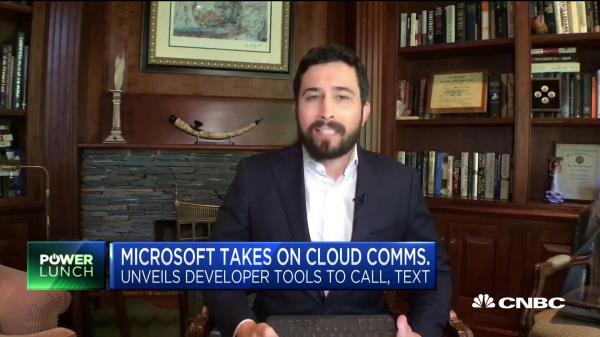 POWER
LUNCH
MICROSOFT TAKES ON CLOUD COMMS.
UNVEILS DEVELOPER TOOLS TO CALL, TEXT
CNBC